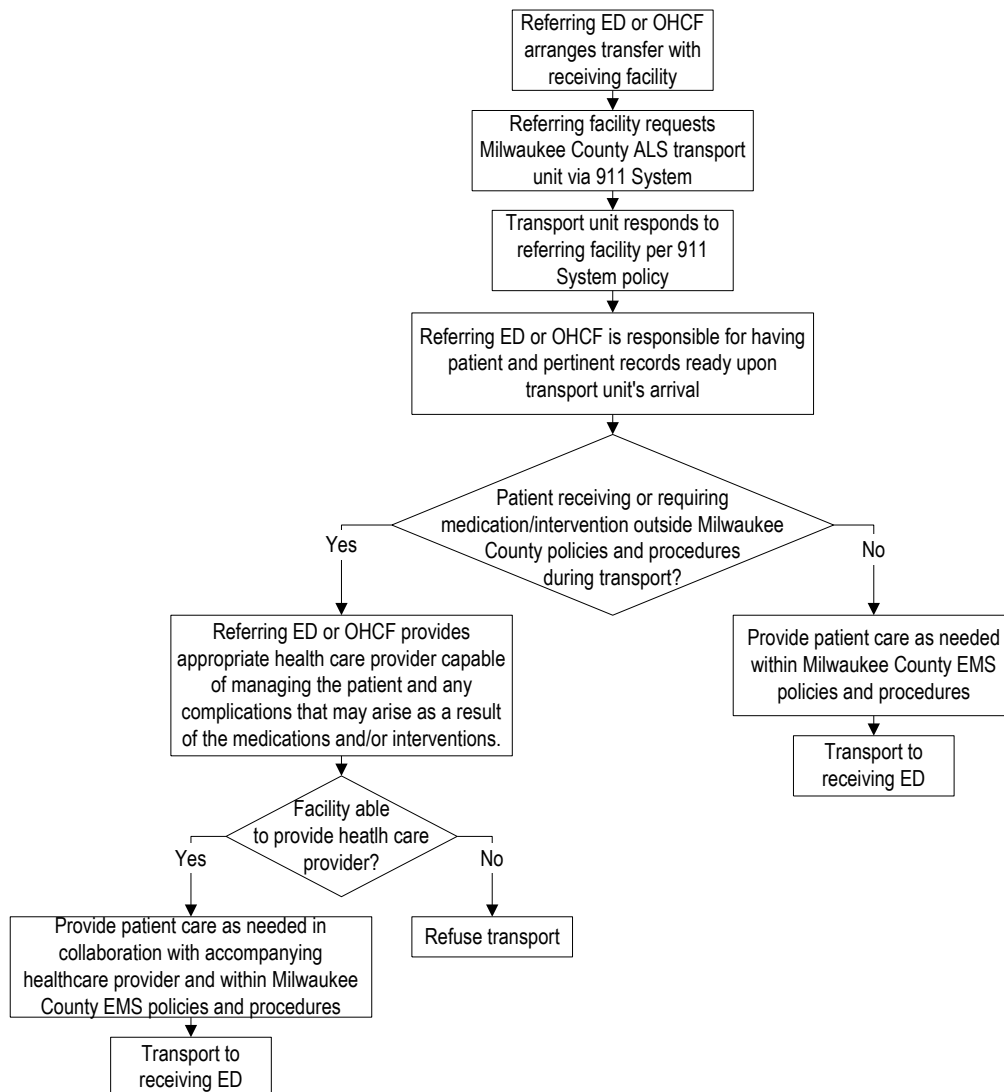 Referring ED or OHCF
arranges transfer with
receiving facility
Referring facility requests
Milwaukee County ALS transport
unit via 911 System
Transport unit responds to
referring facility per 911
System policy
Referring ED or OHCF is responsible for having
patient and pertinent records ready upon
transport unit's arrival
Patient receiving or requiring
medication/intervention outside Milwaukee
County policies and procedures
during transport?
Yes
No
Referring ED or OHCF provides
appropriate health care provider capable
of managing the patient and any
complications that may arise as a result
of the medications and/or interventions.
Provide patient care as needed
within Milwaukee County EMS
policies and procedures
Transport to
receiving ED
Facility able
to provide heatth care
provider?
Yes
No
Provide patient care as needed in
collaboration with accompanying
healthcare provider and within Milwaukee
County EMS policies and procedures
Refuse transport
Transport to
receiving ED